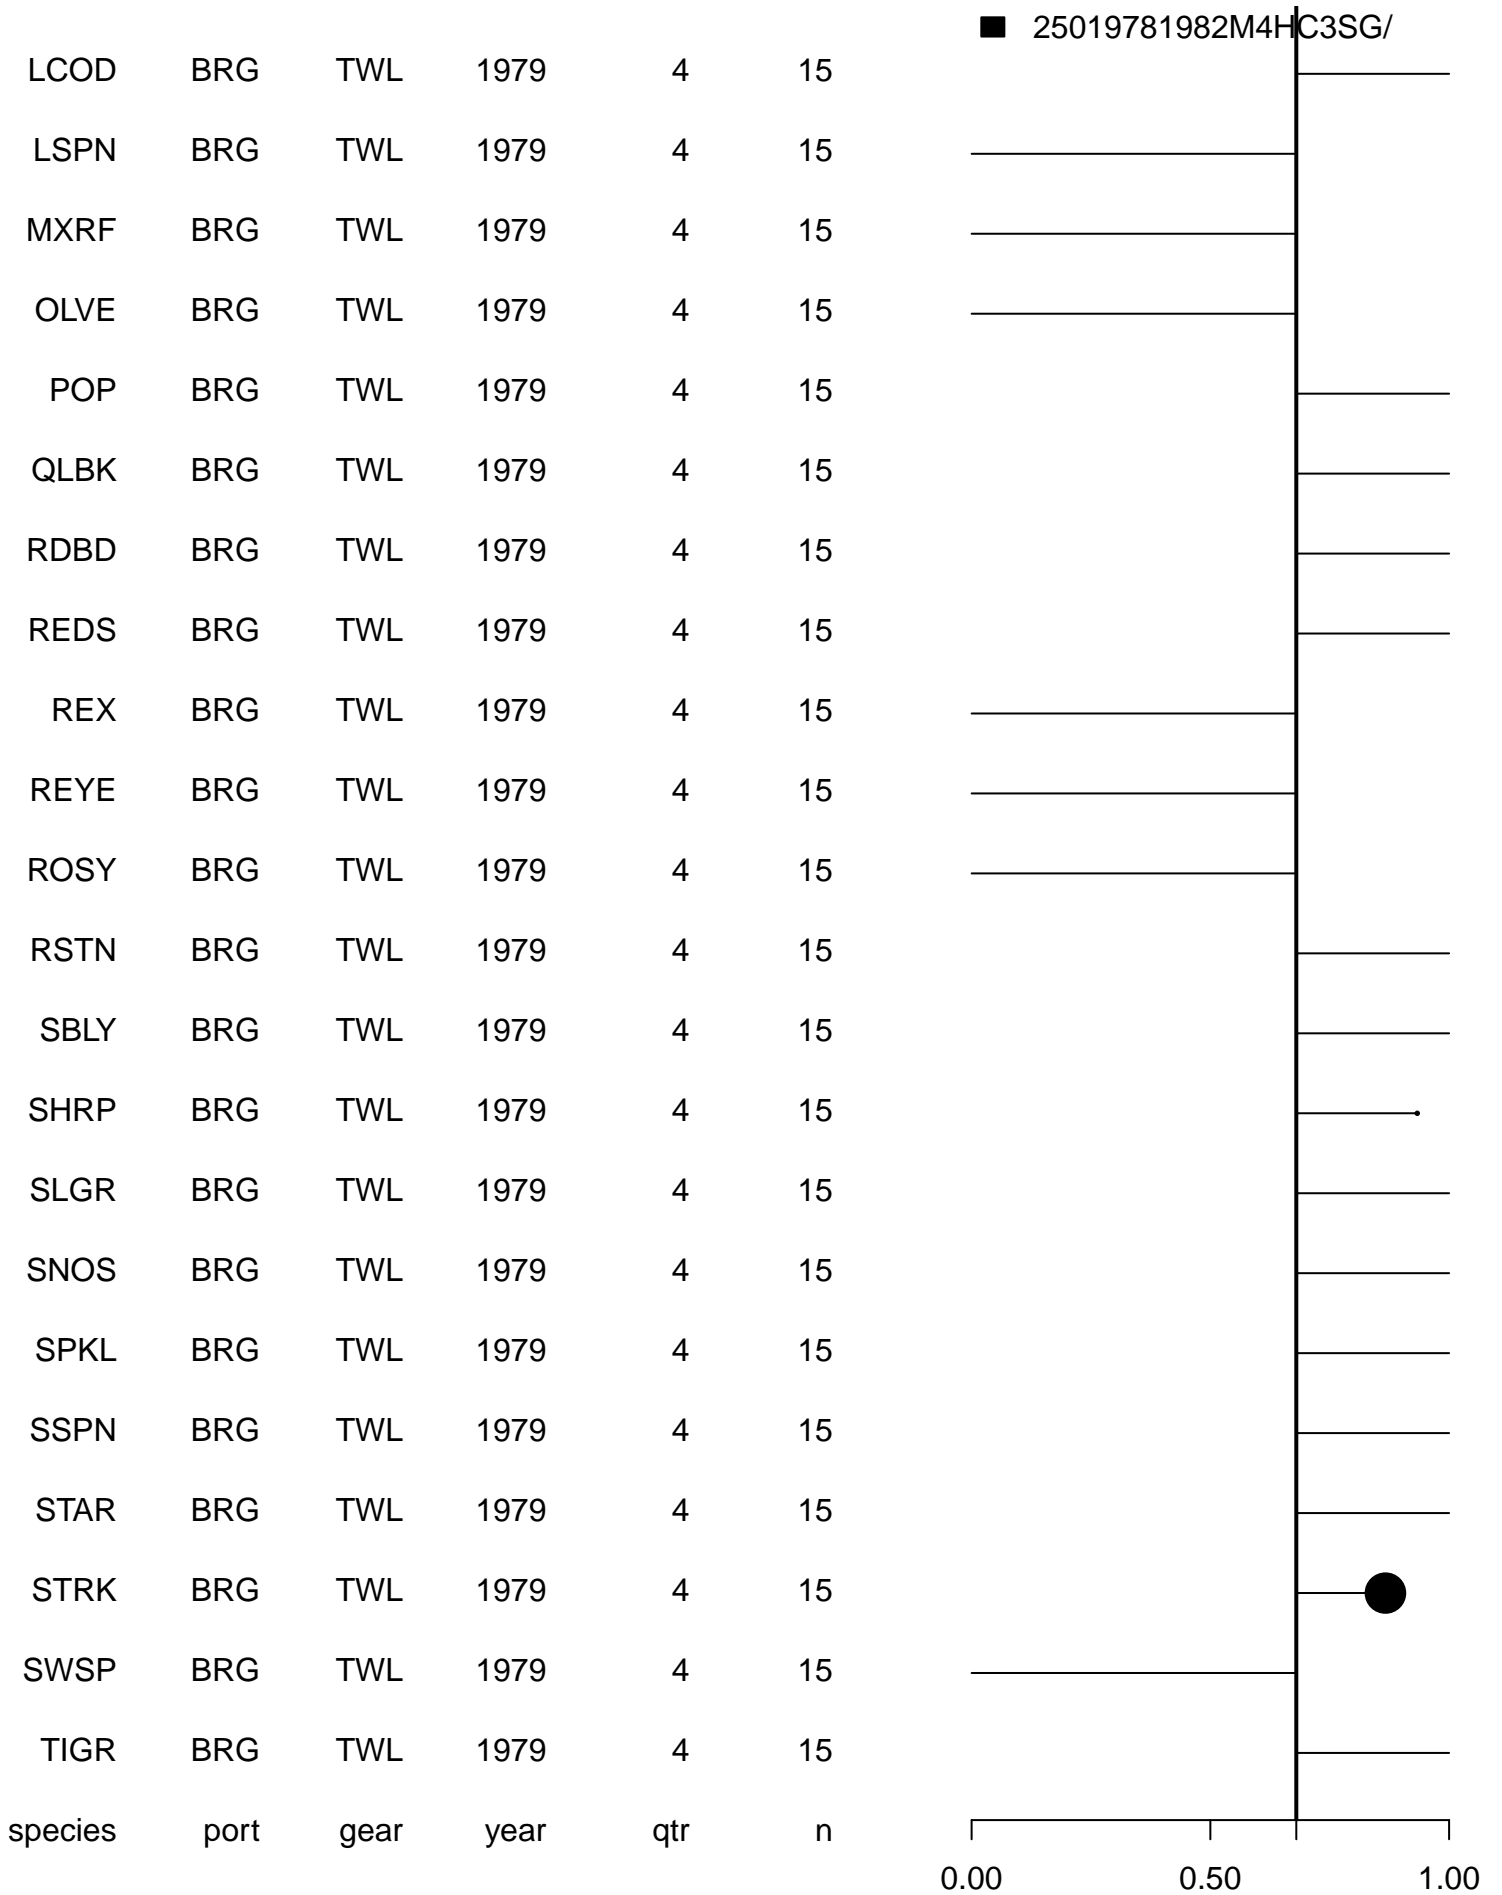 25019781982M4HC3SG/
LCOD BRG TWL 1979 4 15
LSPN BRG TWL 1979 4 15
MXRF BRG TWL 1979 4 15
OLVE BRG TWL 1979 4 15
POP BRG TWL 1979 4 15
QLBK BRG TWL 1979 4 15
RDBD BRG TWL 1979 4 15
REDS BRG TWL 1979 4 15
REX BRG TWL 1979 4 15
REYE BRG TWL 1979 4 15
ROSY BRG TWL 1979 4 15
RSTN BRG TWL 1979 4 15
SBLY BRG TWL 1979 4 15
SHRP BRG TWL 1979 4 15
SLGR BRG TWL 1979 4 15
SNOS BRG TWL 1979 4 15
SPKL BRG TWL 1979 4 15
SSPN BRG TWL 1979 4 15
STAR BRG TWL 1979 4 15
STRK BRG TWL 1979 4 15
SWSP BRG TWL 1979 4 15
TIGR BRG TWL 1979 4 15
species port gear year qtr n
0.00 0.50 1.00